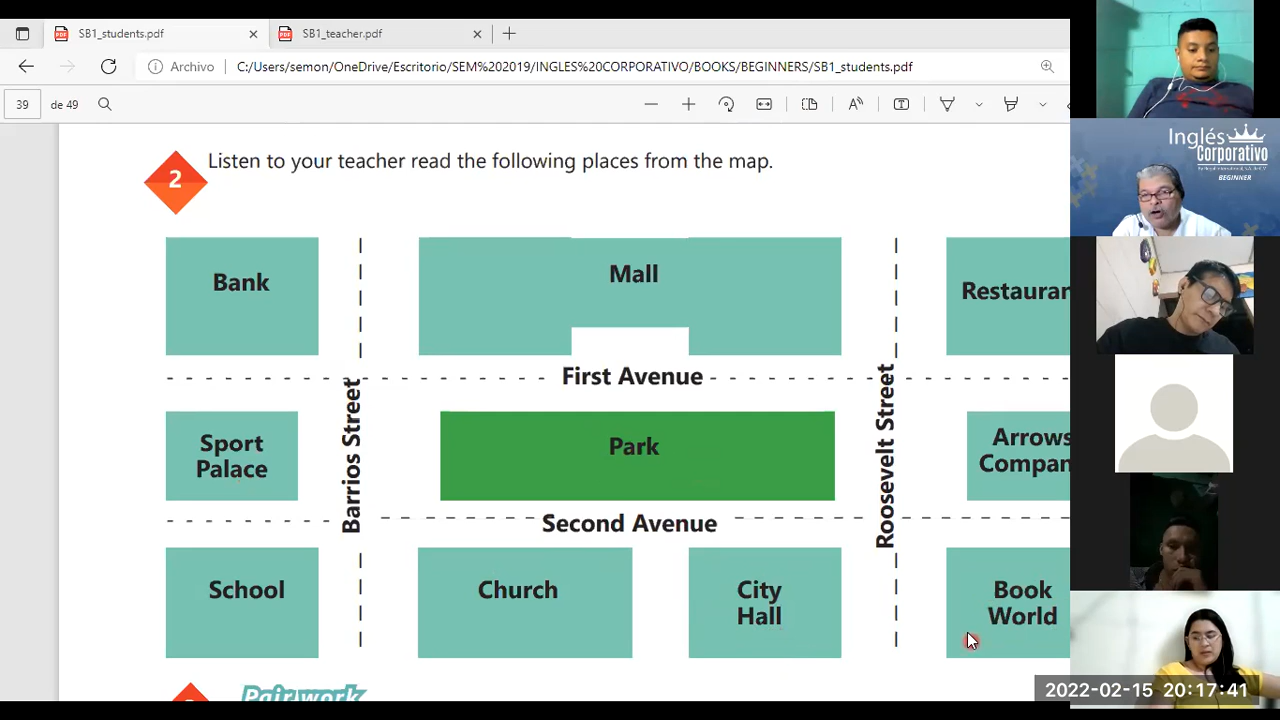 SB1_students.pdf
SB1_teacher.pdf
Archivo
C:/Users/semon/OneDrive/Escritorio/SEM%202019/INGLES%20CORPORATIVO/BOOKS/BEGINNERS/SB1_students.pdf
39
de 49
2
Listen to your teacher read the following places from the map.
Bank
Mall
Restauran
First Avenue
Barrios Street
Roosevelt Street
Sport
Palace
Park
Arrows
Compan
Second Avenue
School
Church
City
Hall
Book
World
Pair work
Inglés
Corporativo
BEGINNER
2022-02-15 20:17:41